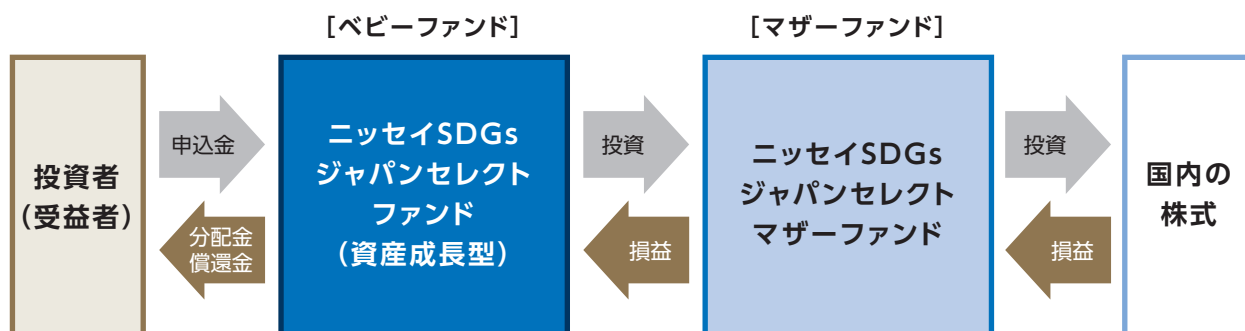 ［ベビーファンド］
［マザーファンド］
投資者
（受益者）
申込金
分配金
償還金
ニッセイSDGs
ジャパンセレクト
ファンド
（資産成長型）
投資
損益
ニッセイSDGs
ジャパンセレクト
マザーファンド
投資
損益
国内の
株式